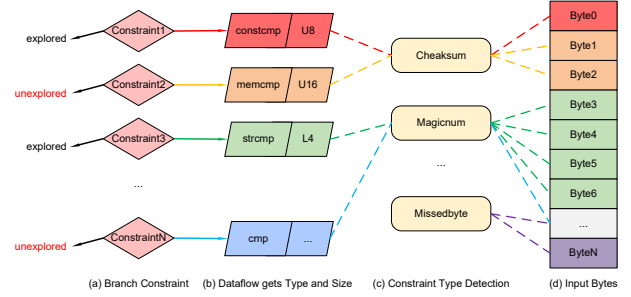 explored
Constraint1
constcmp
U8
Cheaksum
Byte0
Byte1
unexplored
Constraint2
memcmp
U16
Byte2
explored
Constraint3
strcmp
L4
Magicnum
Byte3
Byte4
...
...
Byte5
Byte6
Missedbyte
...
unexplored
ConstraintN
cmp
...
ByteN
(a) Branch Constraint
(b) Dataflow gets Type and Size
(c) Constraint Type Detection
(d) Input Bytes